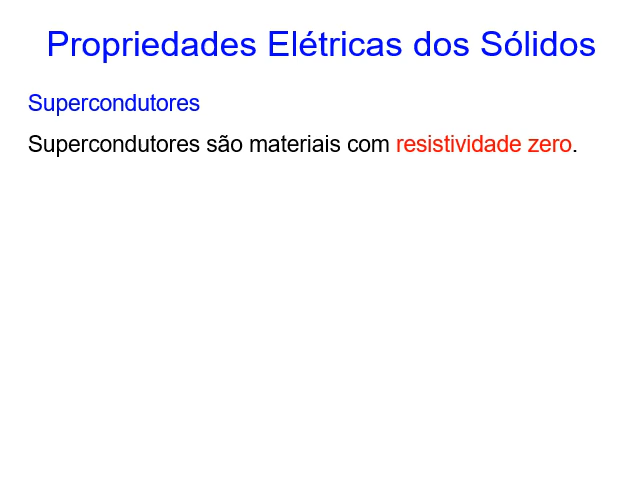 Propriedades Elétricas dos Sólidos
Supercondutores
Supercondutores são materiais com resistividade zero.